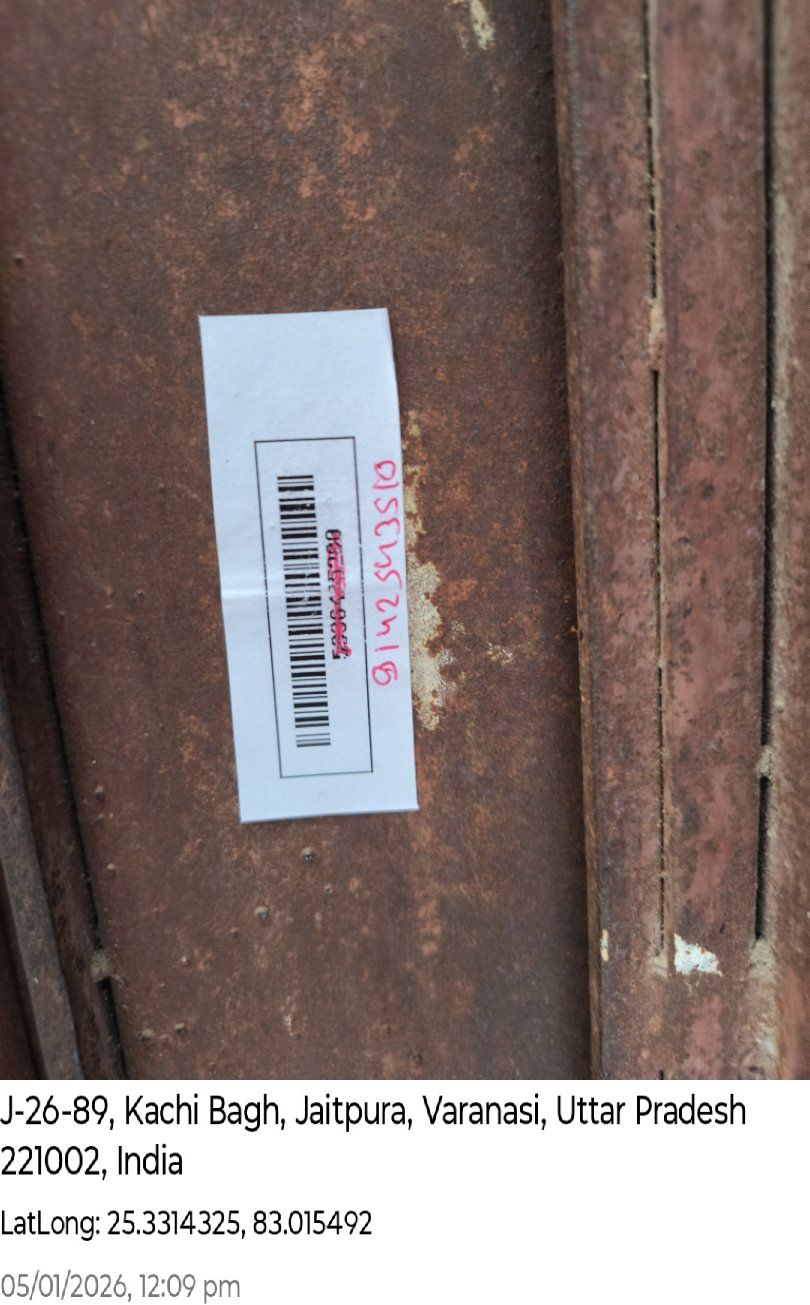 9142543510
J-26-89, Kachi Bagh, Jaitpura, Varanasi, Uttar Pradesh
221002, India
LatLong: 25.3314325, 83.015492
05/01/2026, 12:09 pm